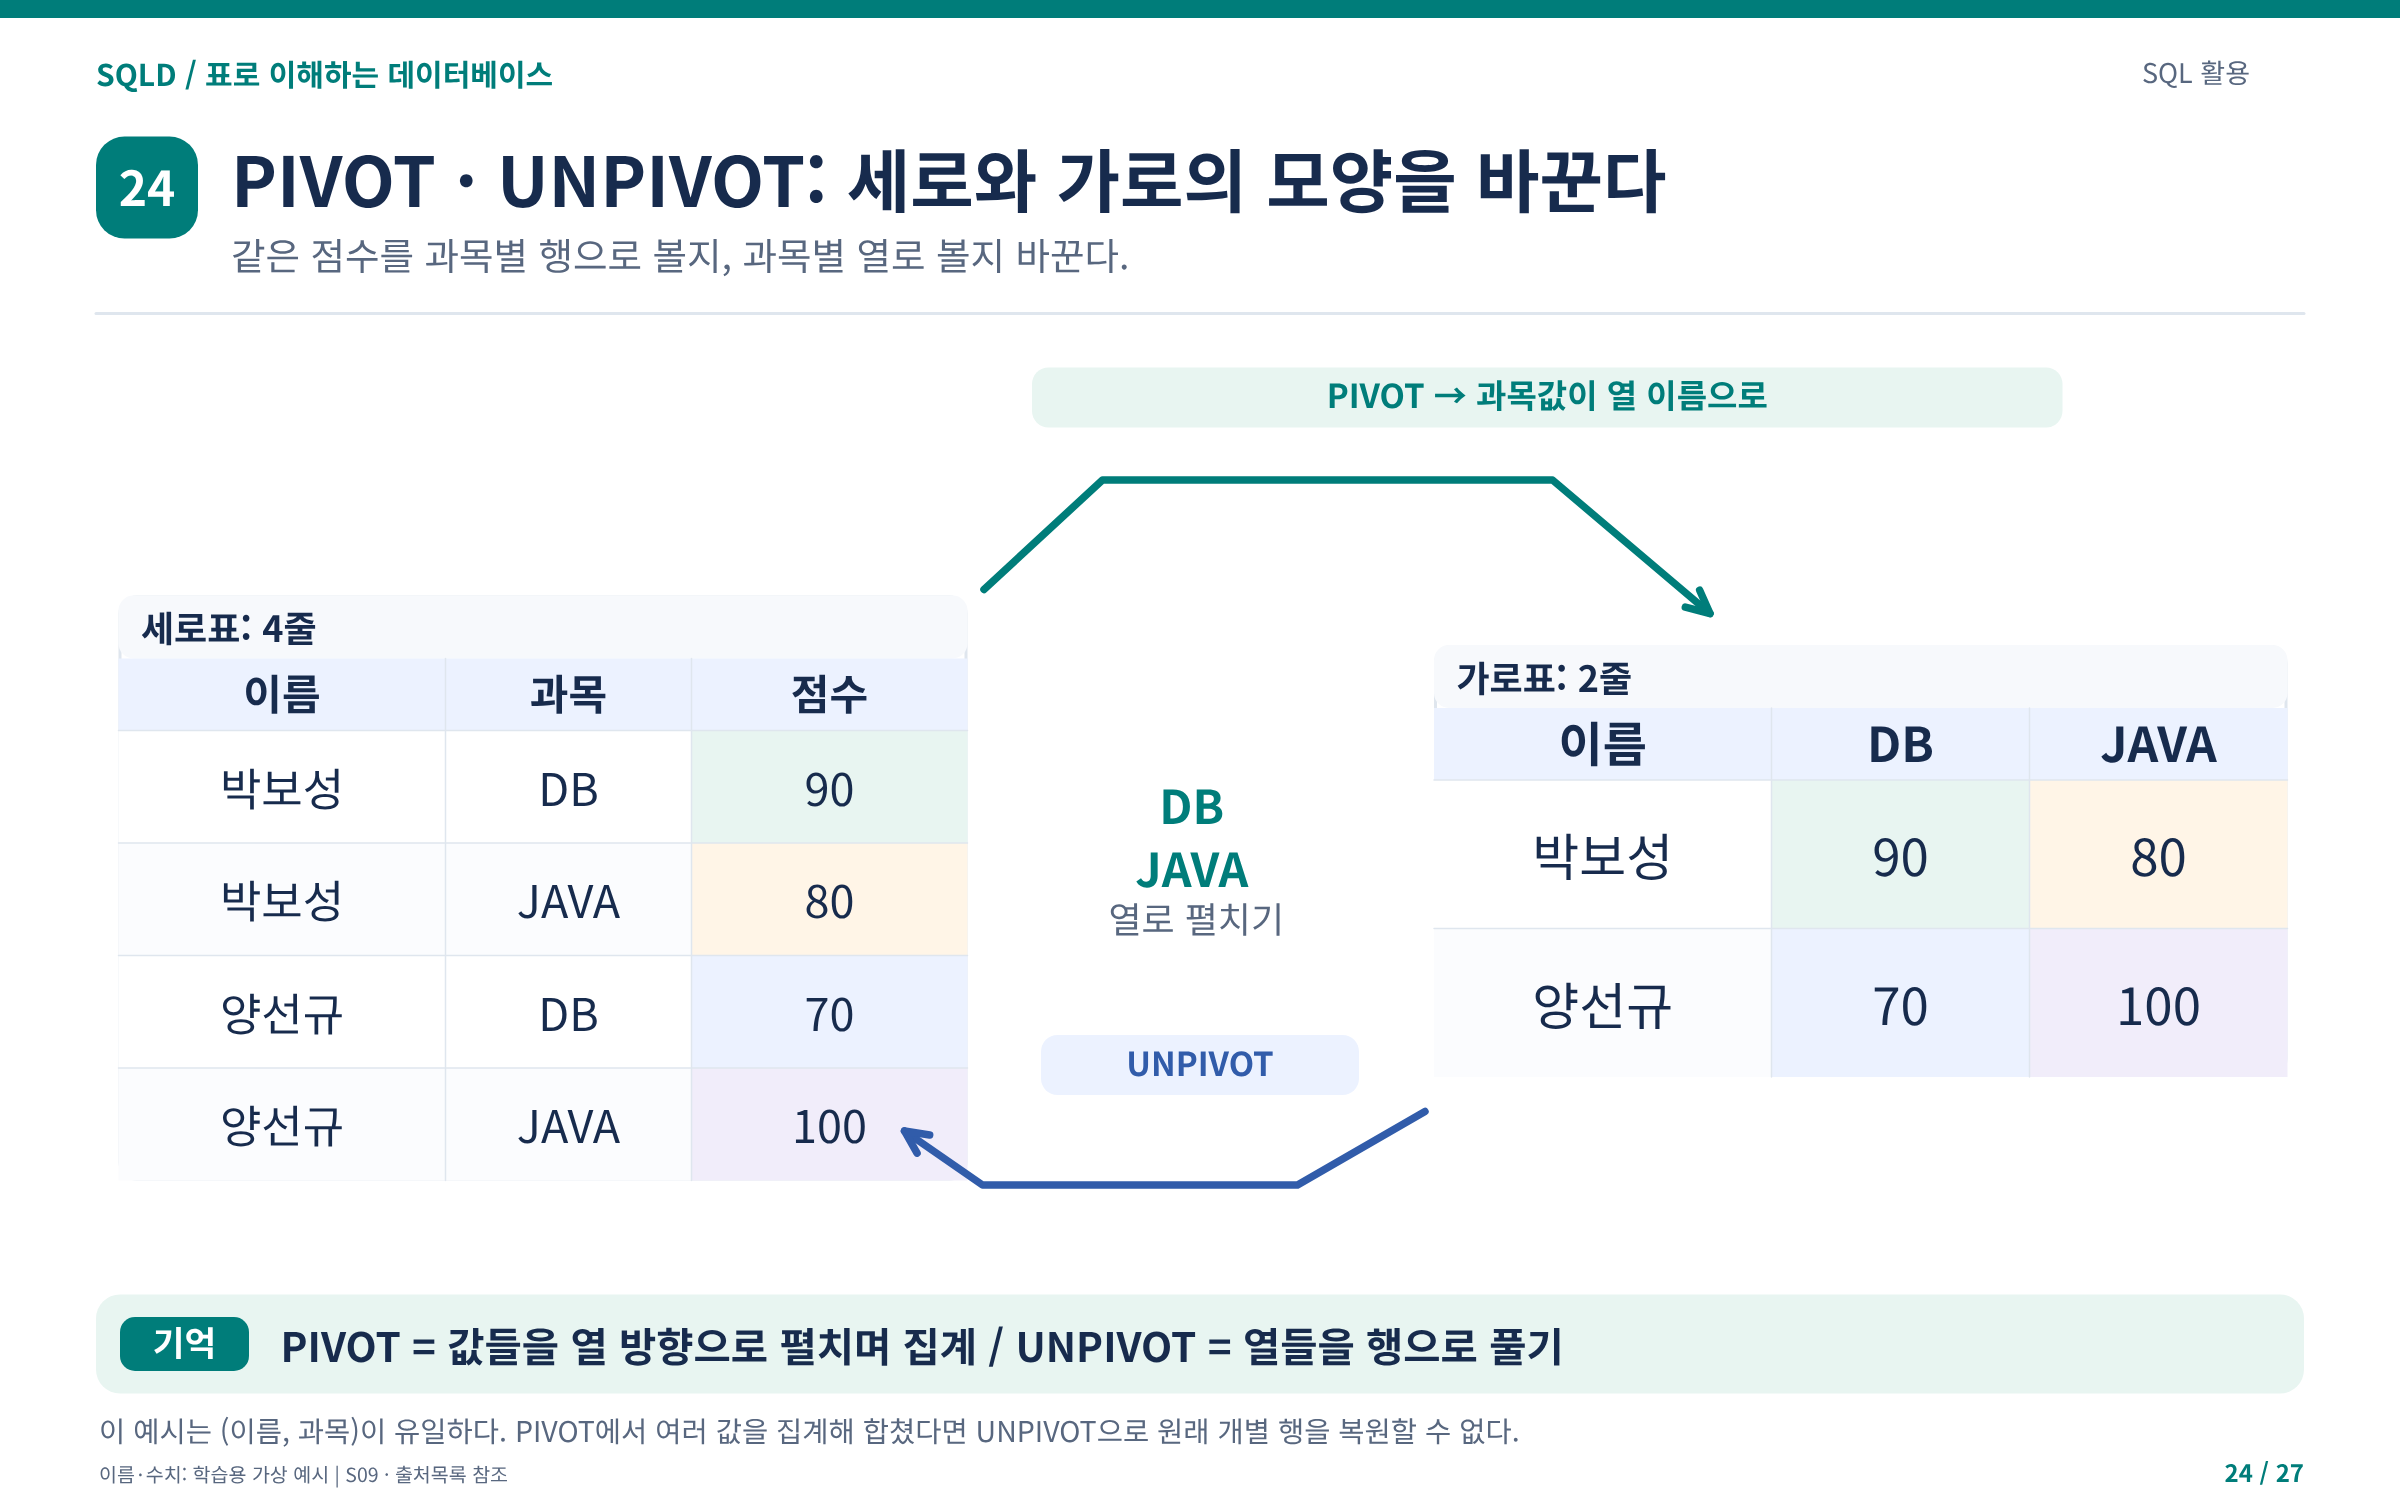 SQLD / 표로 이해하는 데이터베이스
SQL 활용
24
PIVOT · UNPIVOT: 세로와 가로의 모양을 바꾼다
같은 점수를 과목별 행으로 볼지, 과목별 열로 볼지 바꾼다.
PIVOT → 과목값이 열 이름으로
세로표: 4줄
이름 과목 점수
박보성 DB 90
박보성 JAVA 80
양선규 DB 70
양선규 JAVA 100
DB
JAVA
열로 펼치기
UNPIVOT
가로표: 2줄
이름 DB JAVA
박보성 90 80
양선규 70 100
기억 PIVOT = 값들을 열 방향으로 펼치며 집계 / UNPIVOT = 열들을 행으로 풀기
이 예시는 (이름, 과목)이 유일하다. PIVOT에서 여러 값을 집계해 합쳤다면 UNPIVOT으로 원래 개별 행을 복원할 수 없다.
이름·수치: 학습용 가상 예시 | S09 · 출처목록 참조
24 / 27